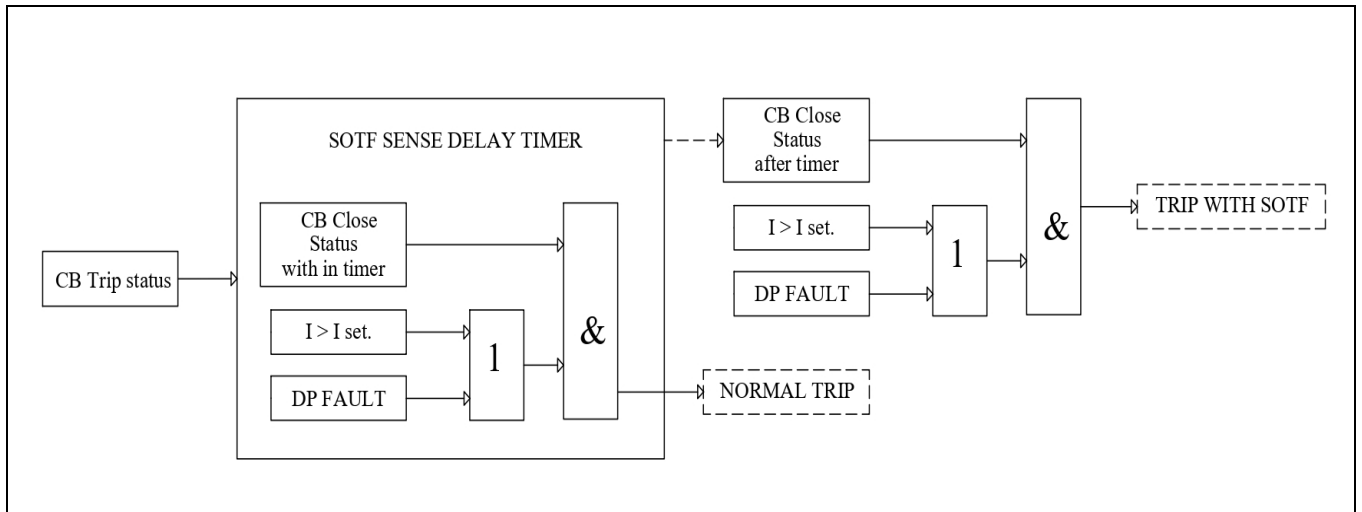 SOTF SENSE DELAY TIMER
CB Trip status
CB Close
Status
with in timer
I > I set.
DP FAULT
1
&
NORMAL TRIP
CB Close
Status
after timer
I > I set.
DP FAULT
1
&
TRIP WITH SOTF